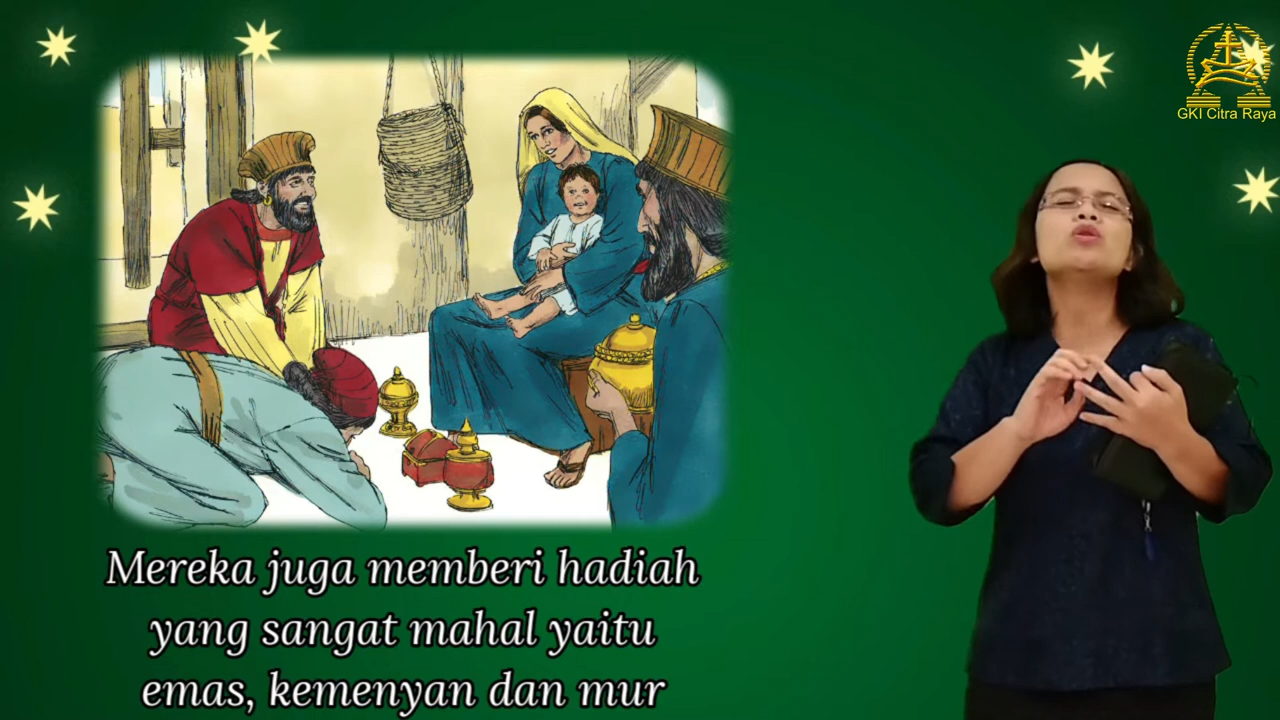 GKI Citra Raya
Mereka juga memberi hadiah
yang sangat mahal yaitu
emas, kemenyan dan mur